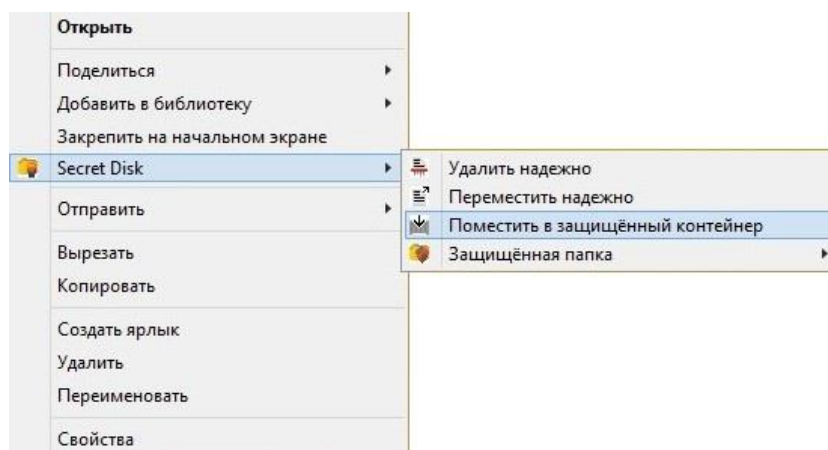 Открыть
Поделиться
Добавить в библиотеку
Закрепить на начальном экране
Secret Disk
Отправить
Вырезать
Копировать
Создать ярлык
Удалить
Переименовать
Свойства
Удалить надежно
Переместить надежно
Поместить в защищённый контейнер
Защищённая папка